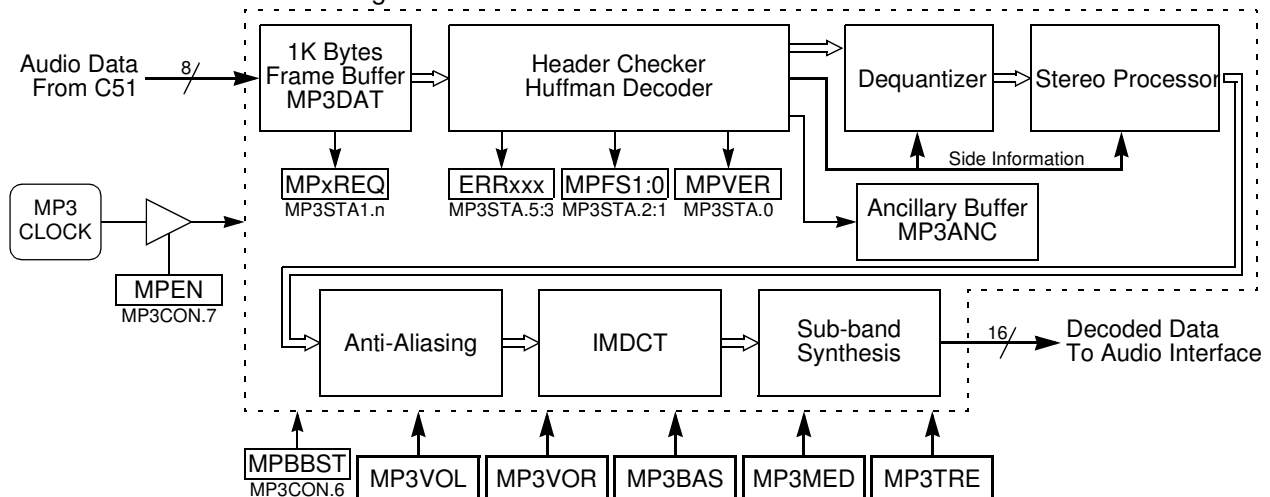 1K Bytes
Frame Buffer
MP3DAT
Header Checker
Huffman Decoder
Dequantizer
Stereo Processor
Audio Data
From C51
8
Side Information
MPxREQ
MP3STA1.n
ERRxxx
MP3STA.5:3
MPFS1:0
MP3STA.2:1
MPVER
MP3STA.0
Ancillary Buffer
MP3ANC
MP3
CLOCK
MPEN
MP3CON.7
Anti-Aliasing
IMDCT
Sub-band
Synthesis
16
Decoded Data
To Audio Interface
MPBBST
MP3CON.6
MP3VOL
MP3VOR
MP3BAS
MP3MED
MP3TRE